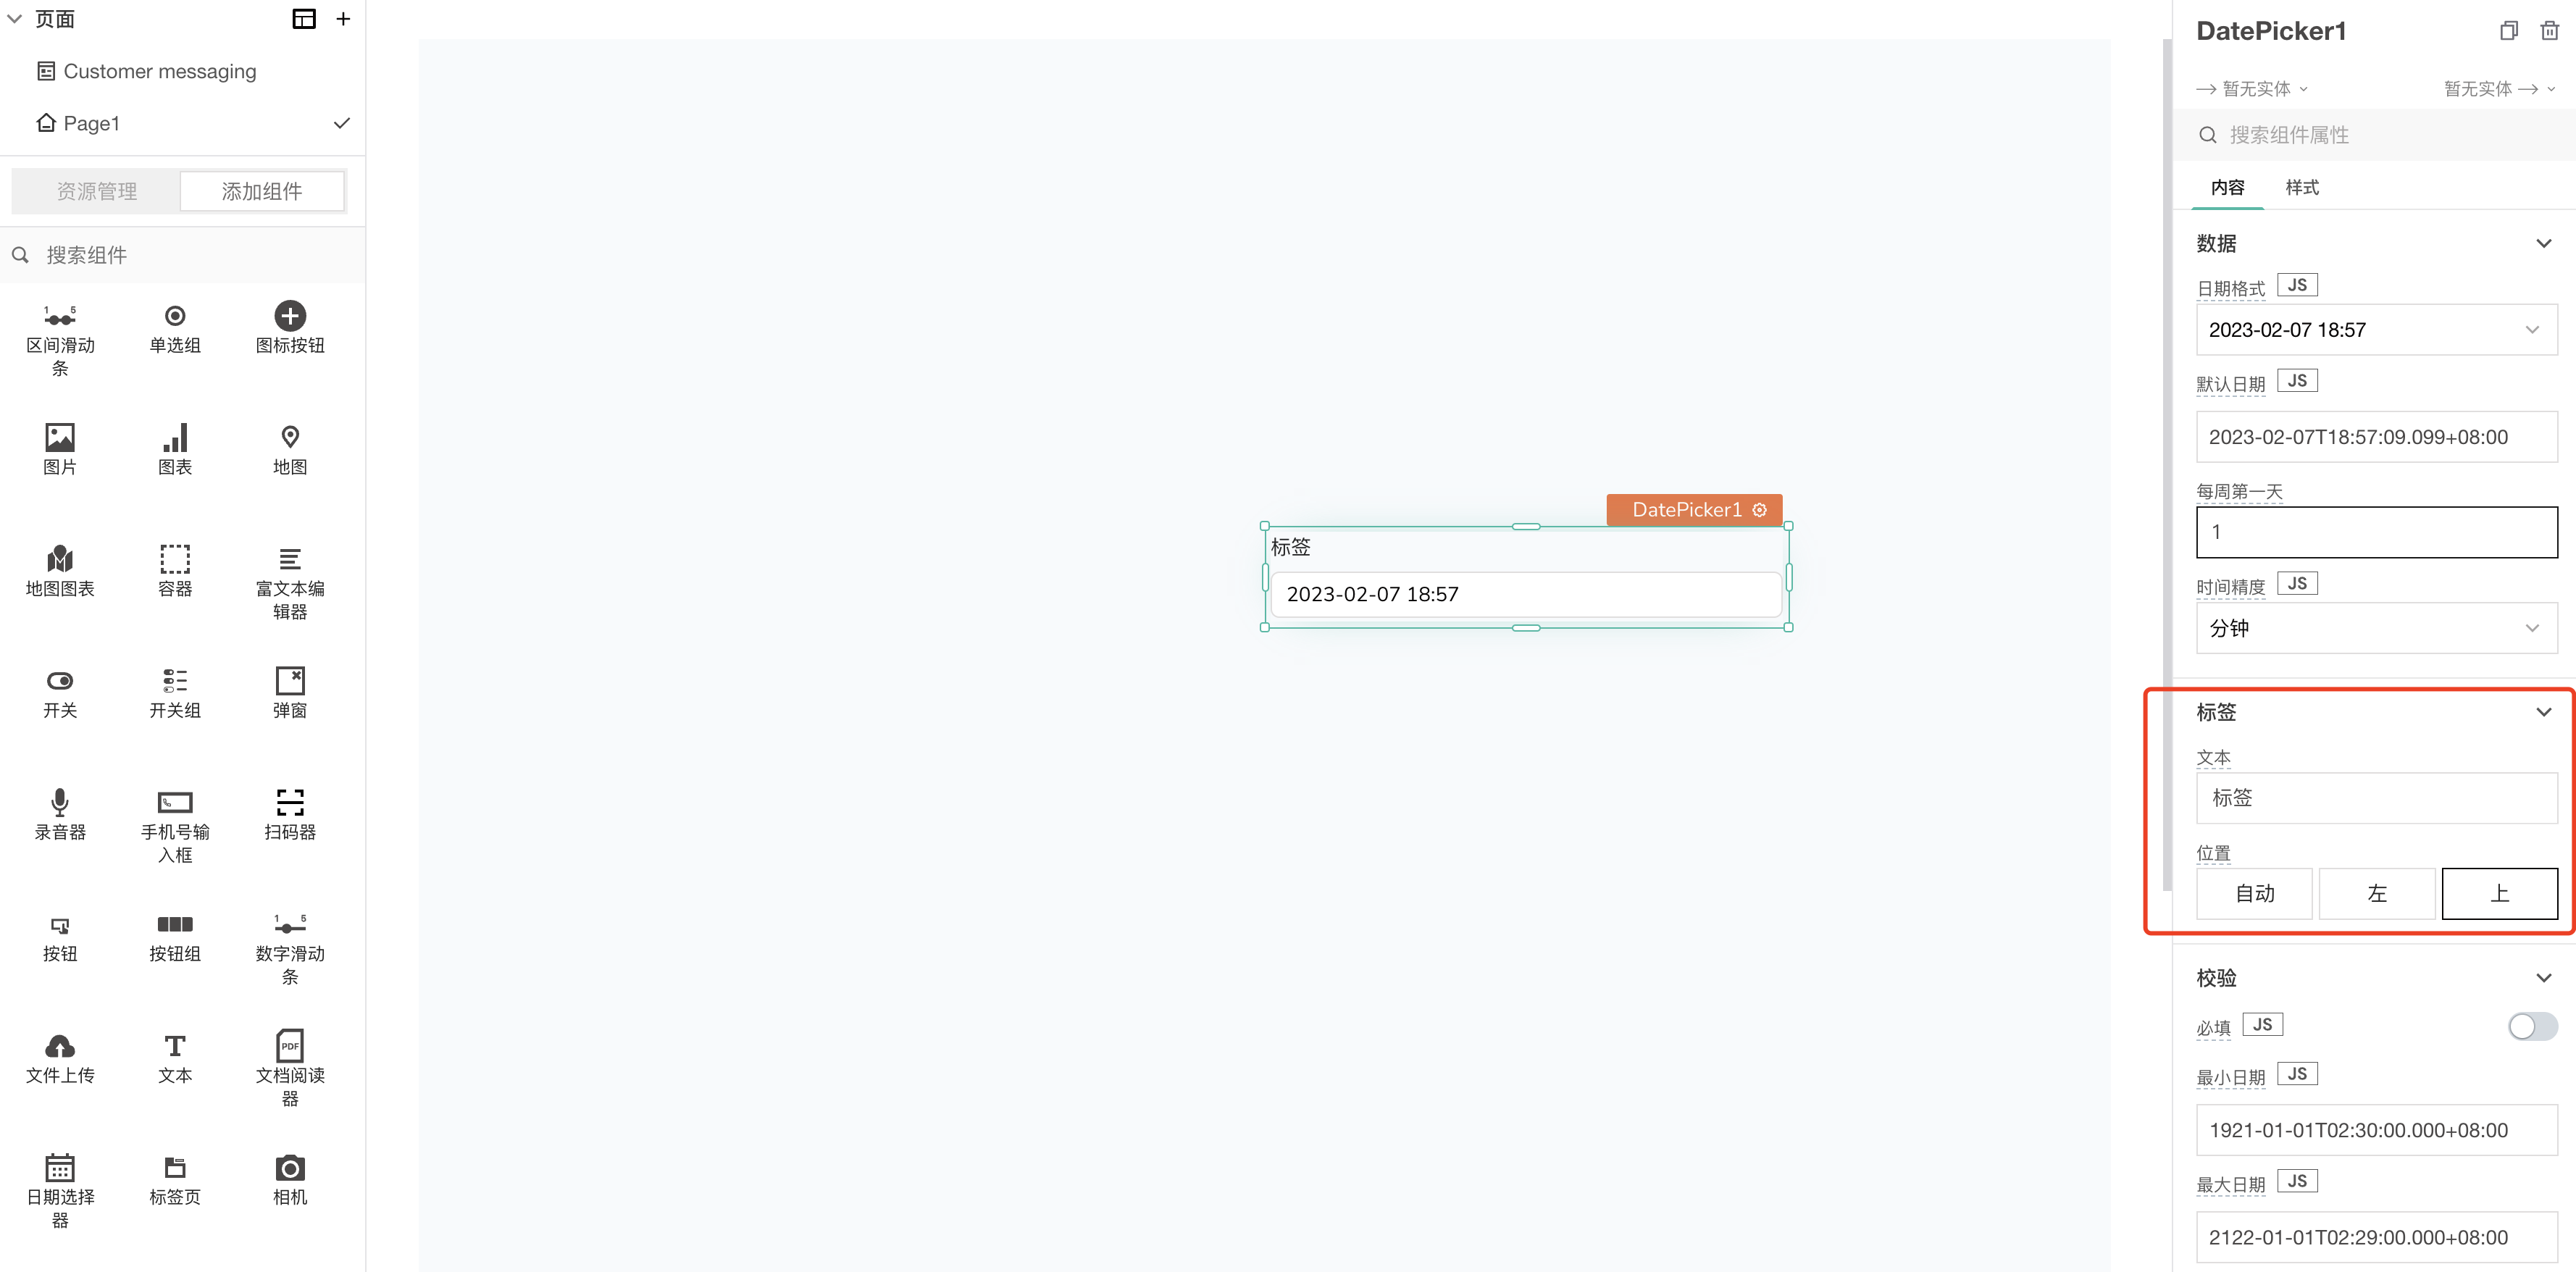 页面
Customer messaging
Page1
资源管理
添加组件
搜索组件
1 5
区间滑动
条
单选组
图标按钮
图片
图表
地图
地图图表
容器
富文本编
辑器
开关
开关组
弹窗
录音器
手机号输
入框
扫码器
按钮
按钮组
1 5
数字滑动
条
文件上传
T
文本
PDF
文档阅读
器
日期选择
器
标签页
相机
DatePicker1
标签
2023-02-07 18:57
DatePicker1
暂无实体
暂无实体
搜索组件属性
内容
样式
数据
日期格式 JS
2023-02-07 18:57
默认日期 JS
2023-02-07T18:57:09.099+08:00
每周第一天
1
时间精度 JS
分钟
标签
文本
标签
位置
自动
左
上
校验
必填 JS
最小日期 JS
1921-01-01T02:30:00.000+08:00
最大日期 JS
2122-01-01T02:29:00.000+08:00